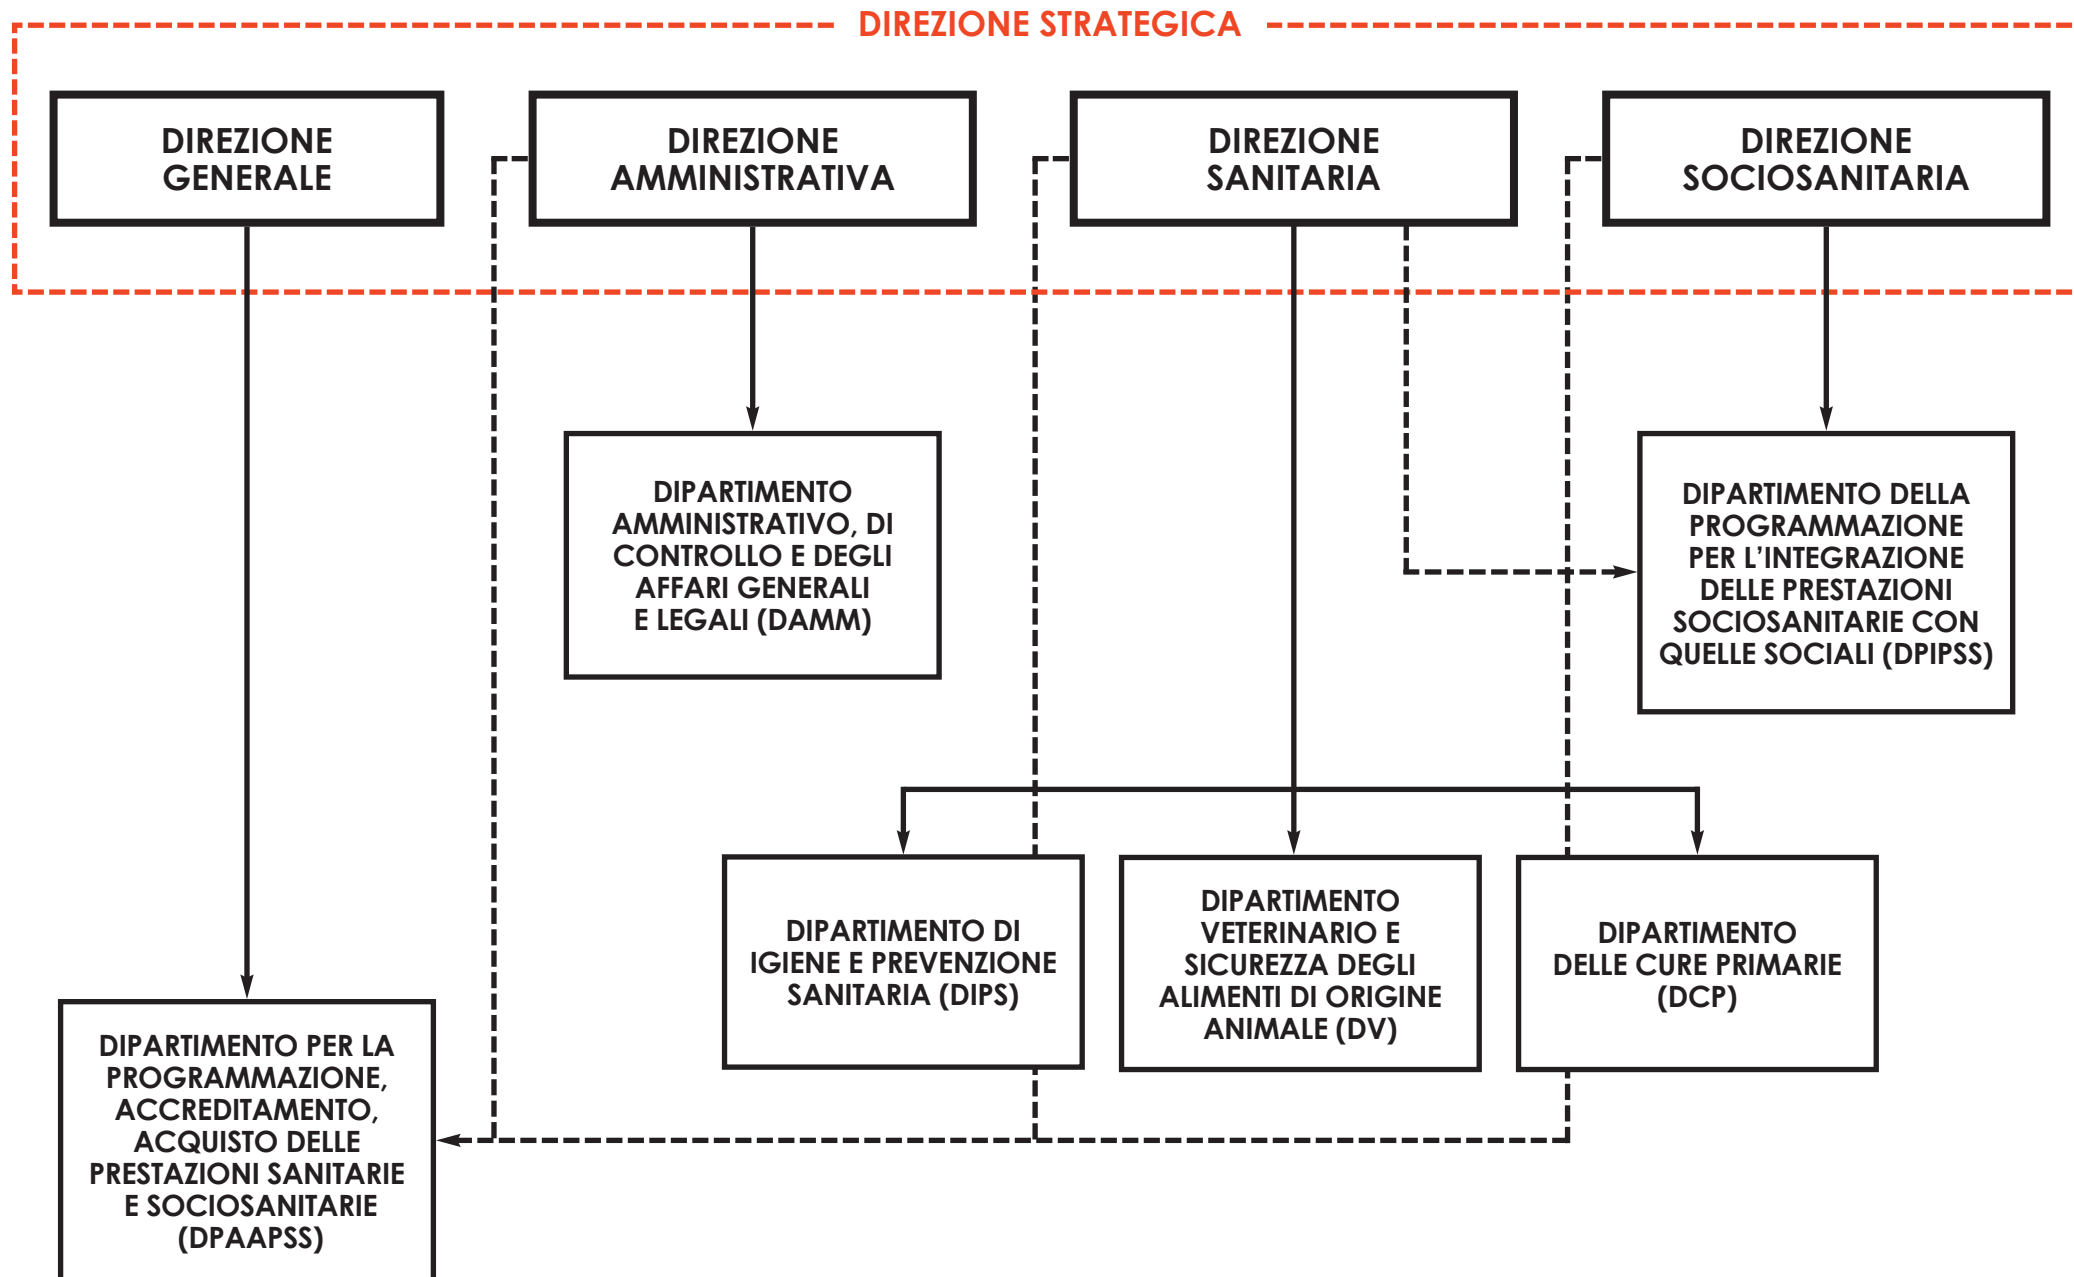 DIREZIONE STRATEGICA
DIREZIONE
GENERALE
DIREZIONE
AMMINISTRATIVA
DIREZIONE
SANITARIA
DIREZIONE
SOCIOSANITARIA
DIPARTIMENTO
AMMINISTRATIVO, DI
CONTROLLO E DEGLI
AFFARI GENERALI
E LEGALI (DAMM)
DIPARTIMENTO DELLA
PROGRAMMAZIONE
PER L’INTEGRAZIONE
DELLE PRESTAZIONI
SOCIOSANITARIE CON
QUELLE SOCIALI (DPIPSS)
DIPARTIMENTO DI
IGIENE E PREVENZIONE
SANITARIA (DIPS)
DIPARTIMENTO
VETERINARIO E
SICUREZZA DEGLI
ALIMENTI DI ORIGINE
ANIMALE (DV)
DIPARTIMENTO
DELLE CURE PRIMARIE
(DCP)
DIPARTIMENTO PER LA
PROGRAMMAZIONE,
ACCREDITAMENTO,
ACQUISTO DELLE
PRESTAZIONI SANITARIE
E SOCIOSANITARIE
(DPAAPSS)